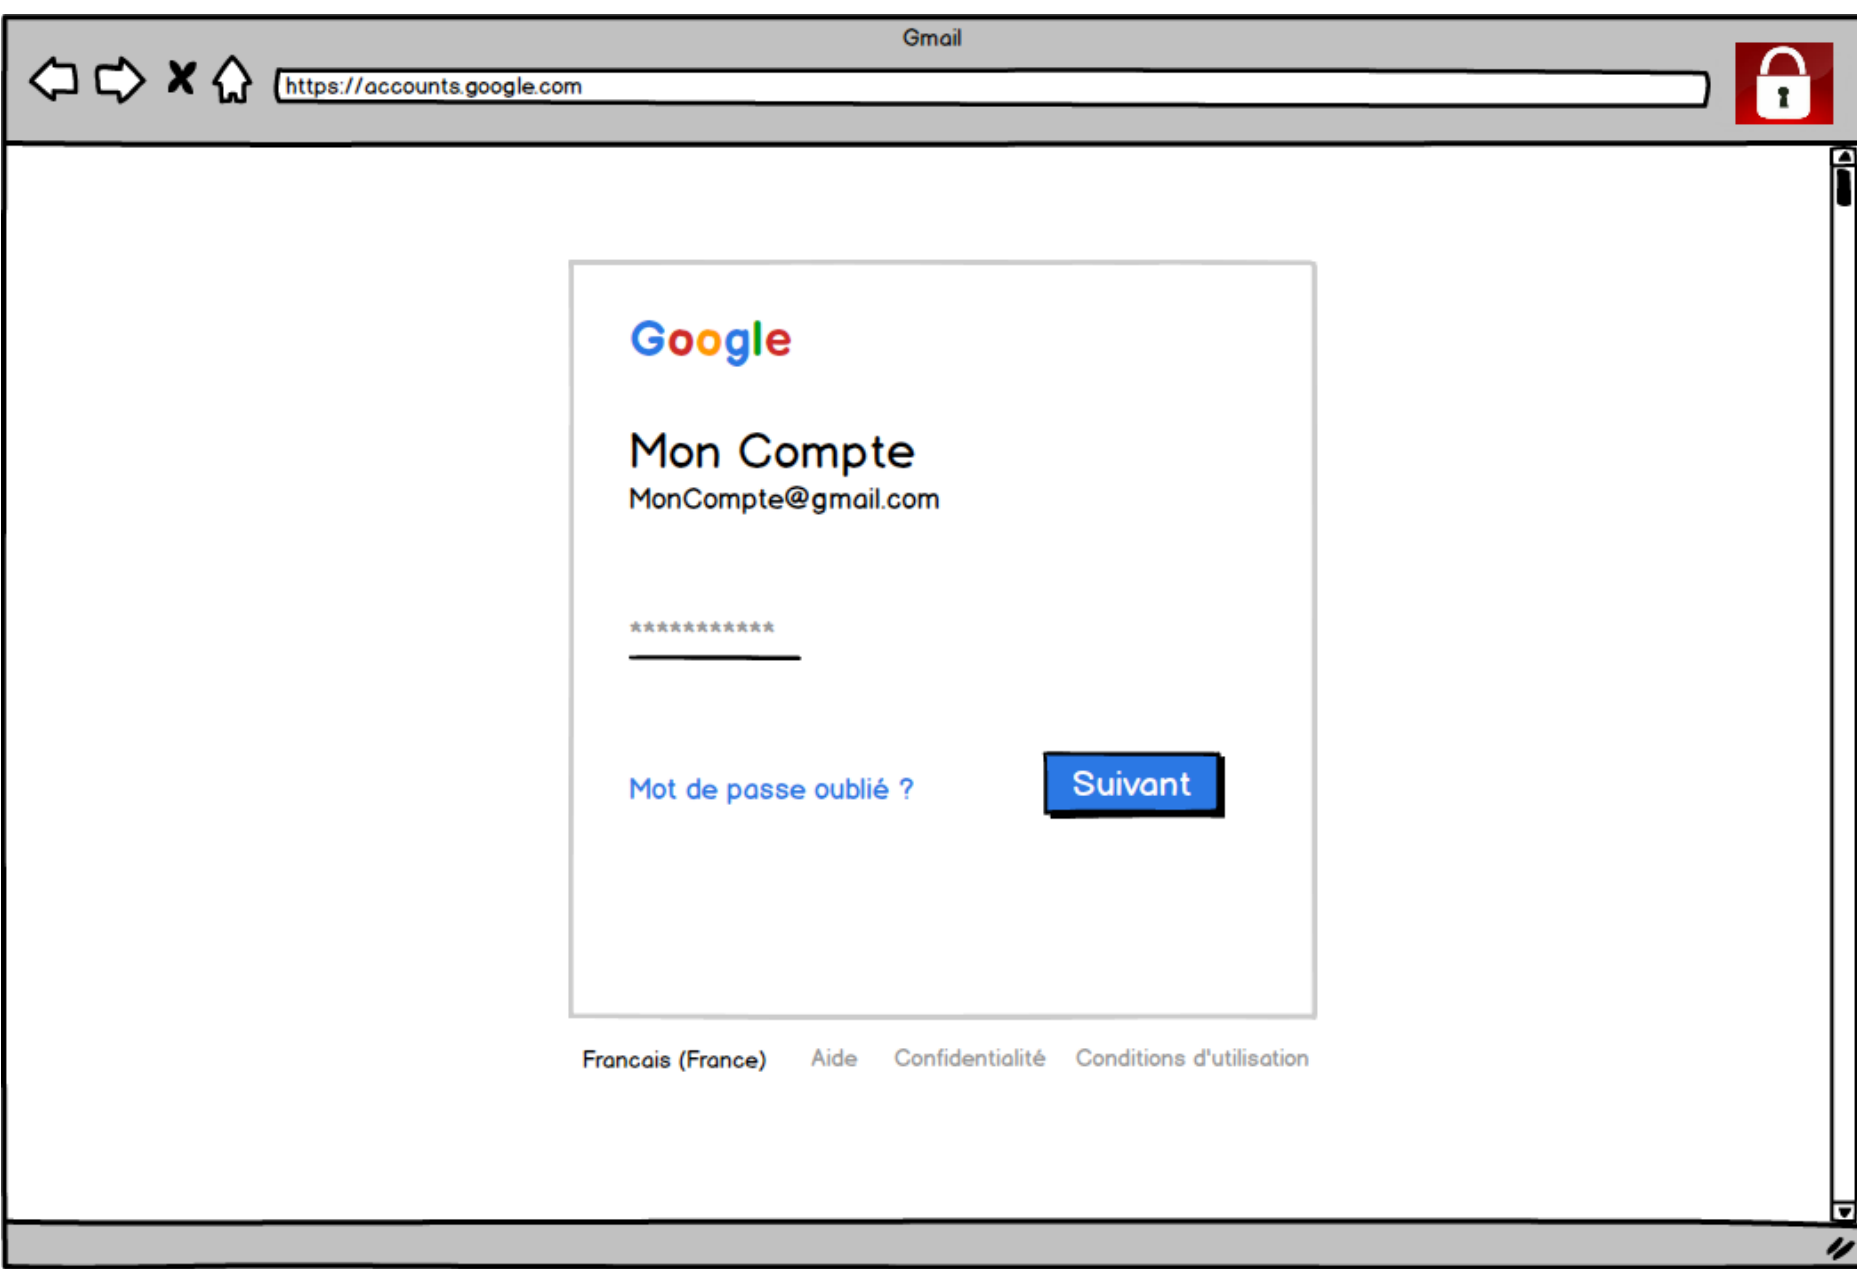 Gmail
https://accounts.google.com
Google
Mon Compte
MonCompte@gmail.com
***********
Mot de passe oublié ?
Suivant
Francais (France) Aide Confidentialité Conditions d'utilisation